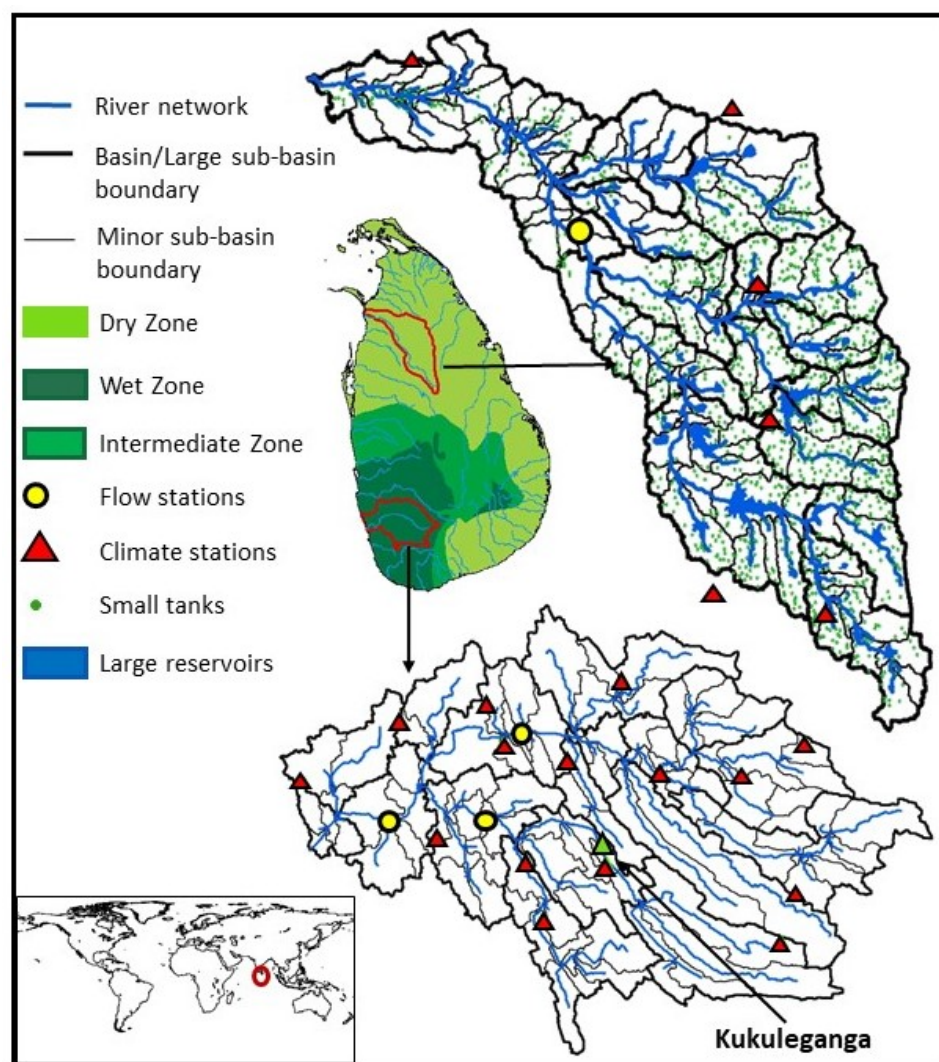 River network
Basin/Large sub-basin
boundary
Minor sub-basin
boundary
Dry Zone
Wet Zone
Intermediate Zone
Flow stations
Climate stations
Small tanks
Large reservoirs
Kukuleganga